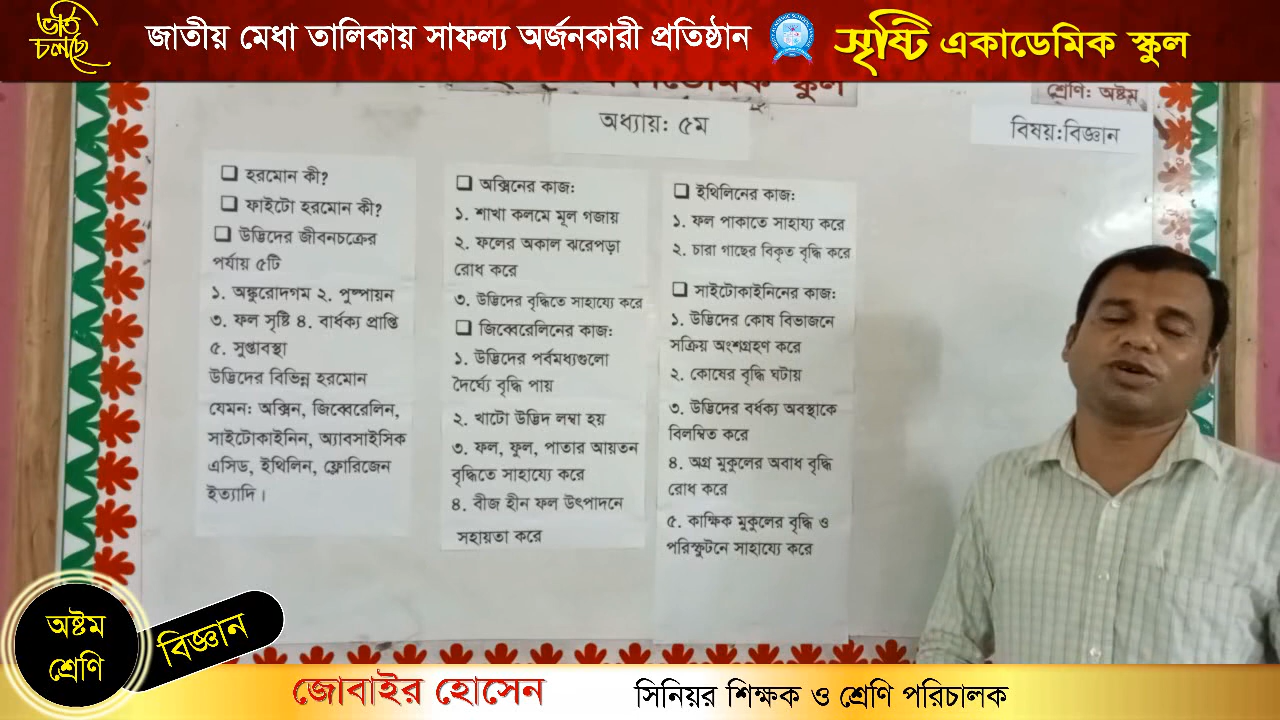 ভর্তি চলছে
জাতীয় মেধা তালিকায় সাফল্য অর্জনকারী প্রতিষ্ঠান
সৃষ্টি একাডেমিক স্কুল
একাডেমিক স্কুল
শ্রেণি: অষ্টম
অধ্যায়: ৫ম
বিষয়:বিজ্ঞান
❑ হরমোন কী?
❑ ফাইটো হরমোন কী?
❑ উদ্ভিদের জীবনচক্রের
পর্যায় ৫টি
১. অঙ্কুরোদগম ২. পুষ্পায়ন
৩. ফল সৃষ্টি ৪. বার্ধক্য প্রাপ্তি
৫. সুপ্তাবস্থা
উদ্ভিদের বিভিন্ন হরমোন
যেমন: অক্সিন, জিব্বেরেলিন,
সাইটোকাইনিন, অ্যাবসাইসিক
এসিড, ইথিলিন, ফ্লোরিজেন
ইত্যাদি।
❑ অক্সিনের কাজ:
১. শাখা কলমে মূল গজায়
২. ফলের অকাল ঝরেপড়া
রোধ করে
৩. উদ্ভিদের বৃদ্ধিতে সাহায্যে করে
❑ জিব্বেরেলিনের কাজ:
১. উদ্ভিদের পর্বমধ্যগুলো
দৈর্ঘ্যে বৃদ্ধি পায়
২. খাটো উদ্ভিদ লম্বা হয়
৩. ফল, ফুল, পাতার আয়তন
বৃদ্ধিতে সাহায্যে করে
৪. বীজ হীন ফল উৎপাদনে
সহায়তা করে
❑ ইথিলিনের কাজ:
১. ফল পাকাতে সাহায্য করে
২. চারা গাছের বিকৃত বৃদ্ধি করে
❑ সাইটোকাইনিনের কাজ:
১. উদ্ভিদের কোষ বিভাজনে
সক্রিয় অংশগ্রহণ করে
২. কোষের বৃদ্ধি ঘটায়
৩. উদ্ভিদের বর্ধক্য অবস্থাকে
বিলম্বিত করে
৪. অগ্র মুকুলের অবাধ বৃদ্ধি
রোধ করে
৫. কাক্ষিক মুকুলের বৃদ্ধি ও
পরিস্ফুটনে সাহায্যে করে
অষ্টম
শ্রেণি
বিজ্ঞান
জোবাইর হোসেন
সিনিয়র শিক্ষক ও শ্রেণি পরিচালক